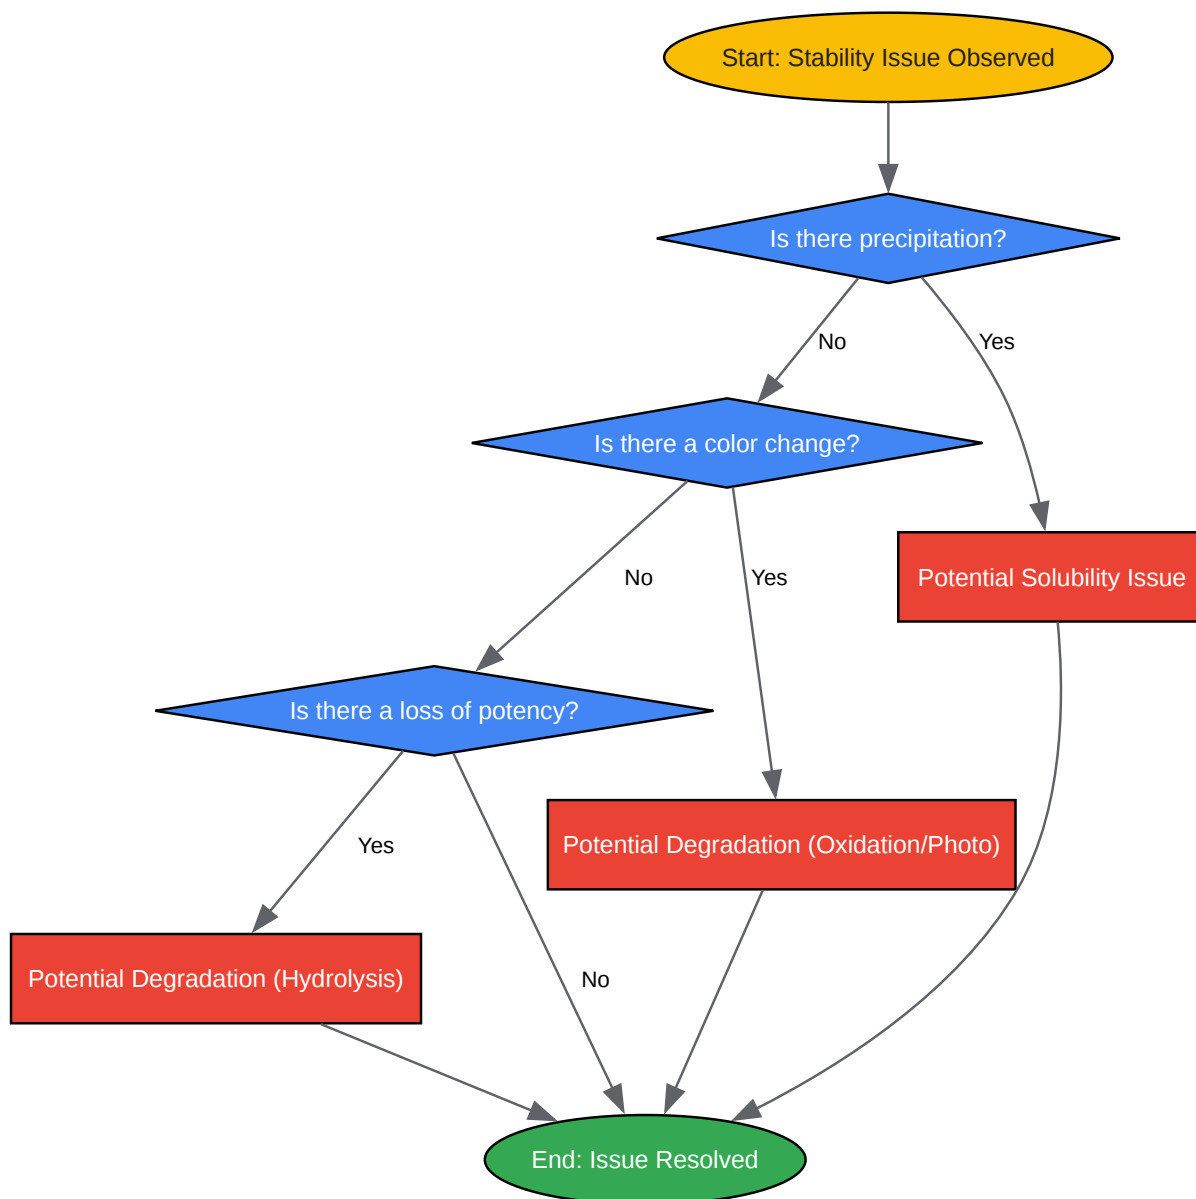 Start: Stability Issue Observed
Is there precipitation?
No
Yes
Is there a color change?
No
Yes
Potential Solubility Issue
Is there a loss of potency?
Yes
No
Potential Degradation (Oxidation/Photo)
Potential Degradation (Hydrolysis)
End: Issue Resolved